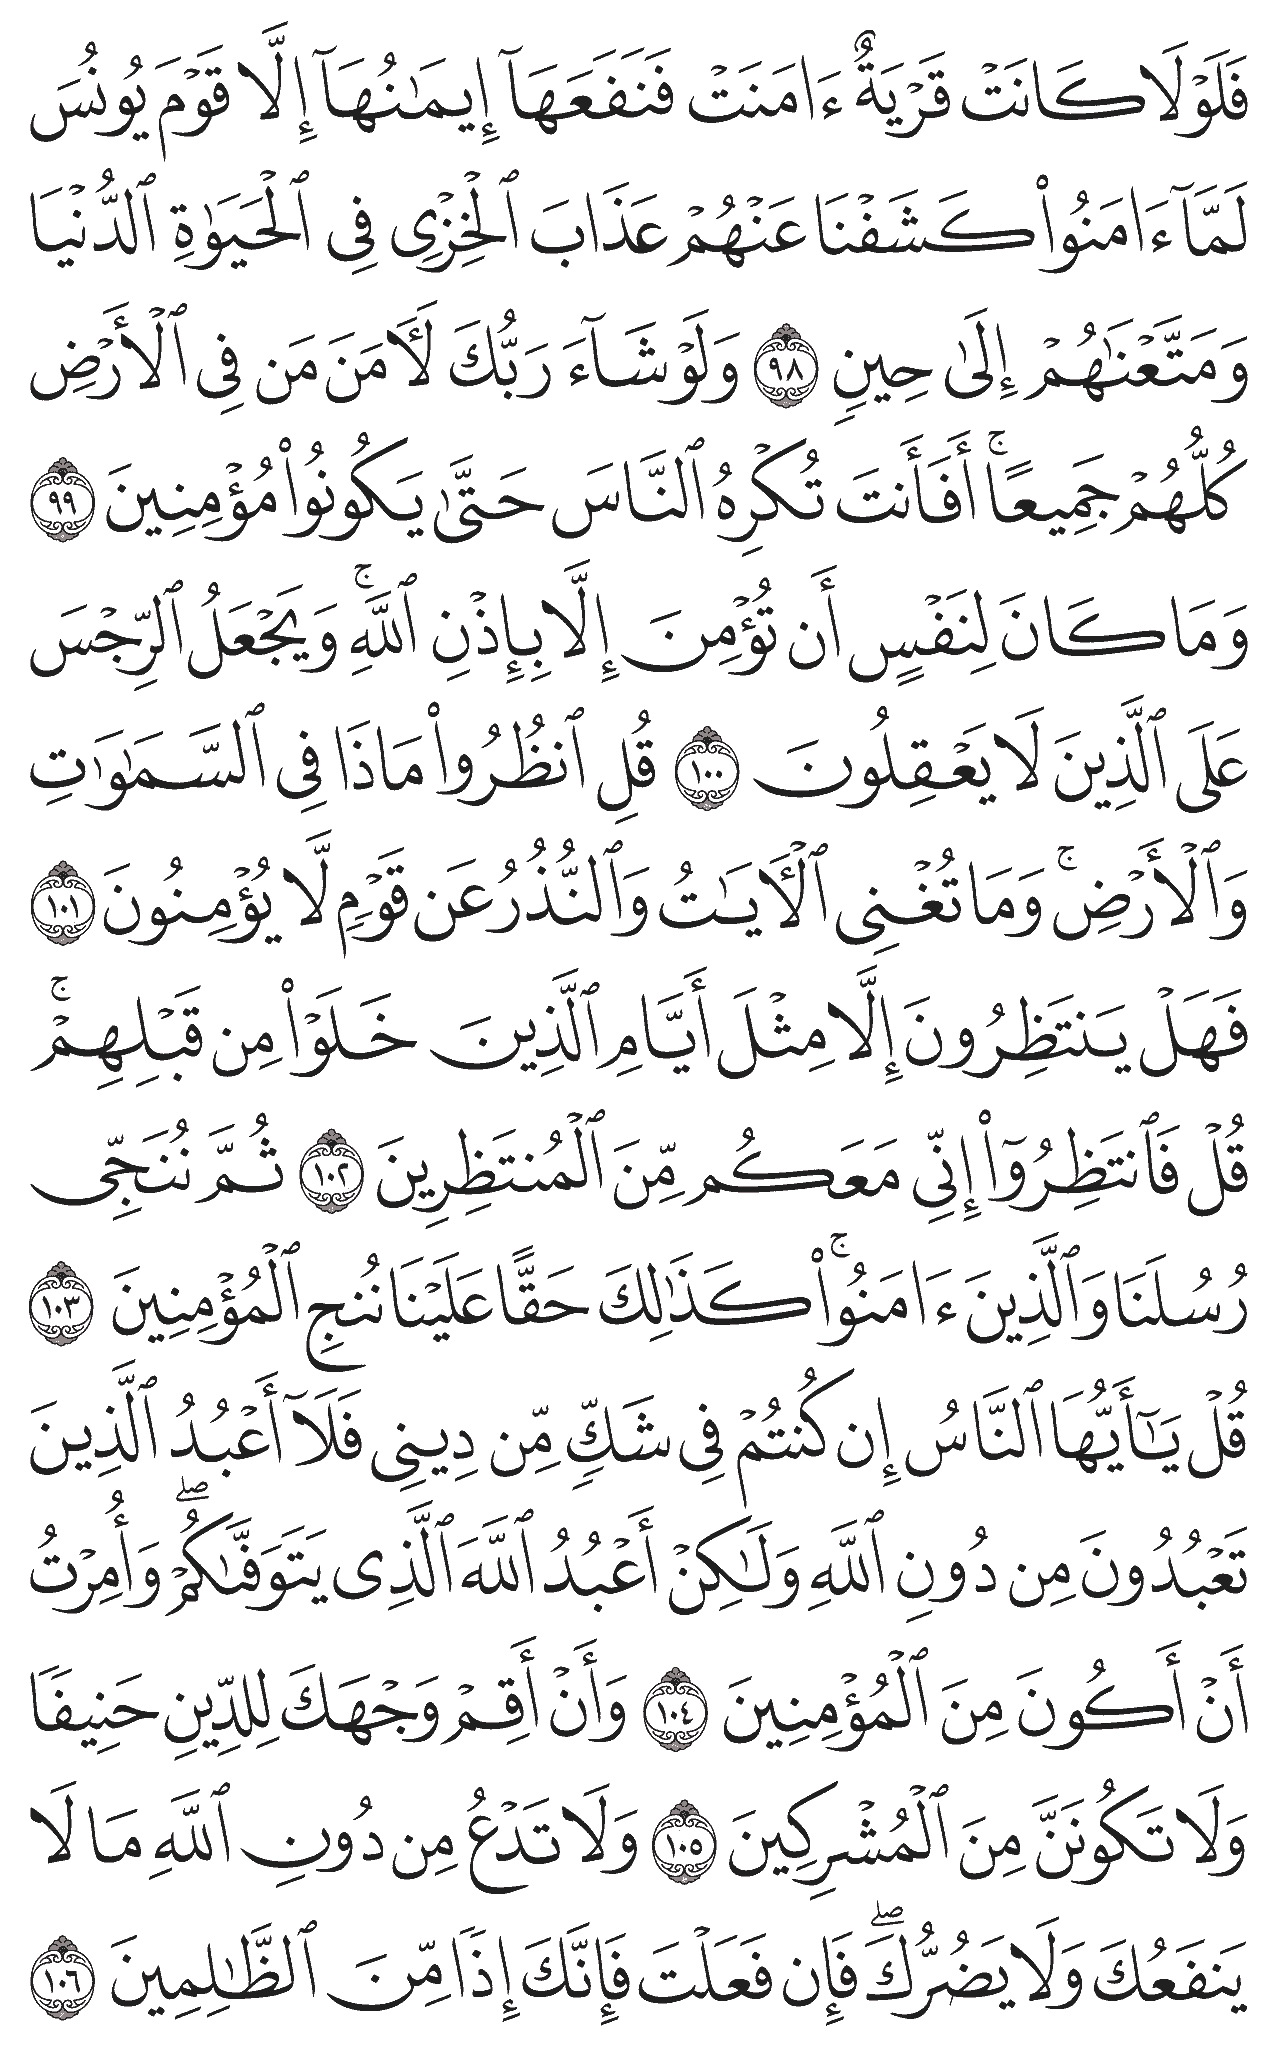 فَلَوْلَا كَانَتْ قَرْيَةٌ ءَامَنَتْ فَنَفَعَهَآ إِيمَٰنُهَآ إِلَّا قَوْمَ يُونُسَ
لَمَّآ ءَامَنُوا۟ كَشَفْنَا عَنْهُمْ عَذَابَ ٱلْخِزْىِ فِى ٱلْحَيَوٰةِ ٱلدُّنْيَا
وَمَتَّعْنَٰهُمْ إِلَىٰ حِينٍ ٩٨ وَلَوْ شَآءَ رَبُّكَ لَـَٔامَنَ مَن فِى ٱلْأَرْضِ
كُلُّهُمْ جَمِيعًا ۚ أَفَأَنتَ تُكْرِهُ ٱلنَّاسَ حَتَّىٰ يَكُونُوا۟ مُؤْمِنِينَ ٩٩
وَمَا كَانَ لِنَفْسٍ أَن تُؤْمِنَ إِلَّا بِإِذْنِ ٱللَّهِ ۚ وَيَجْعَلُ ٱلرِّجْسَ
عَلَى ٱلَّذِينَ لَا يَعْقِلُونَ ١٠٠ قُلِ ٱنظُرُوا۟ مَاذَا فِى ٱلسَّمَٰوَٰتِ
وَٱلْأَرْضِ ۚ وَمَا تُغْنِى ٱلْـَٔايَٰتُ وَٱلنُّذُرُ عَن قَوْمٍ لَّا يُؤْمِنُونَ ١٠١
فَهَلْ يَنتَظِرُونَ إِلَّا مِثْلَ أَيَّامِ ٱلَّذِينَ خَلَوْا۟ مِن قَبْلِهِمْ ۚ
قُلْ فَٱنتَظِرُوٓا۟ إِنِّى مَعَكُم مِّنَ ٱلْمُنتَظِرِينَ ١٠٢ ثُمَّ نُنَجِّى
رُسُلَنَا وَٱلَّذِينَ ءَامَنُوا۟ ۚ كَذَٰلِكَ حَقًّا عَلَيْنَا نُنجِ ٱلْمُؤْمِنِينَ ١٠٣
قُلْ يَٰٓأَيُّهَا ٱلنَّاسُ إِن كُنتُمْ فِى شَكٍّ مِّن دِينِى فَلَآ أَعْبُدُ ٱلَّذِينَ
تَعْبُدُونَ مِن دُونِ ٱللَّهِ وَلَٰكِنْ أَعْبُدُ ٱللَّهَ ٱلَّذِى يَتَوَفَّىٰكُمْ ۖ وَأُمِرْتُ
أَنْ أَكُونَ مِنَ ٱلْمُؤْمِنِينَ ١٠٤ وَأَنْ أَقِمْ وَجْهَكَ لِلدِّينِ حَنِيفًا
وَلَا تَكُونَنَّ مِنَ ٱلْمُشْرِكِينَ ١٠٥ وَلَا تَدْعُ مِن دُونِ ٱللَّهِ مَا لَا
يَنفَعُكَ وَلَا يَضُرُّكَ ۖ فَإِن فَعَلْتَ فَإِنَّكَ إِذًا مِّنَ ٱلظَّٰلِمِينَ ١٠٦